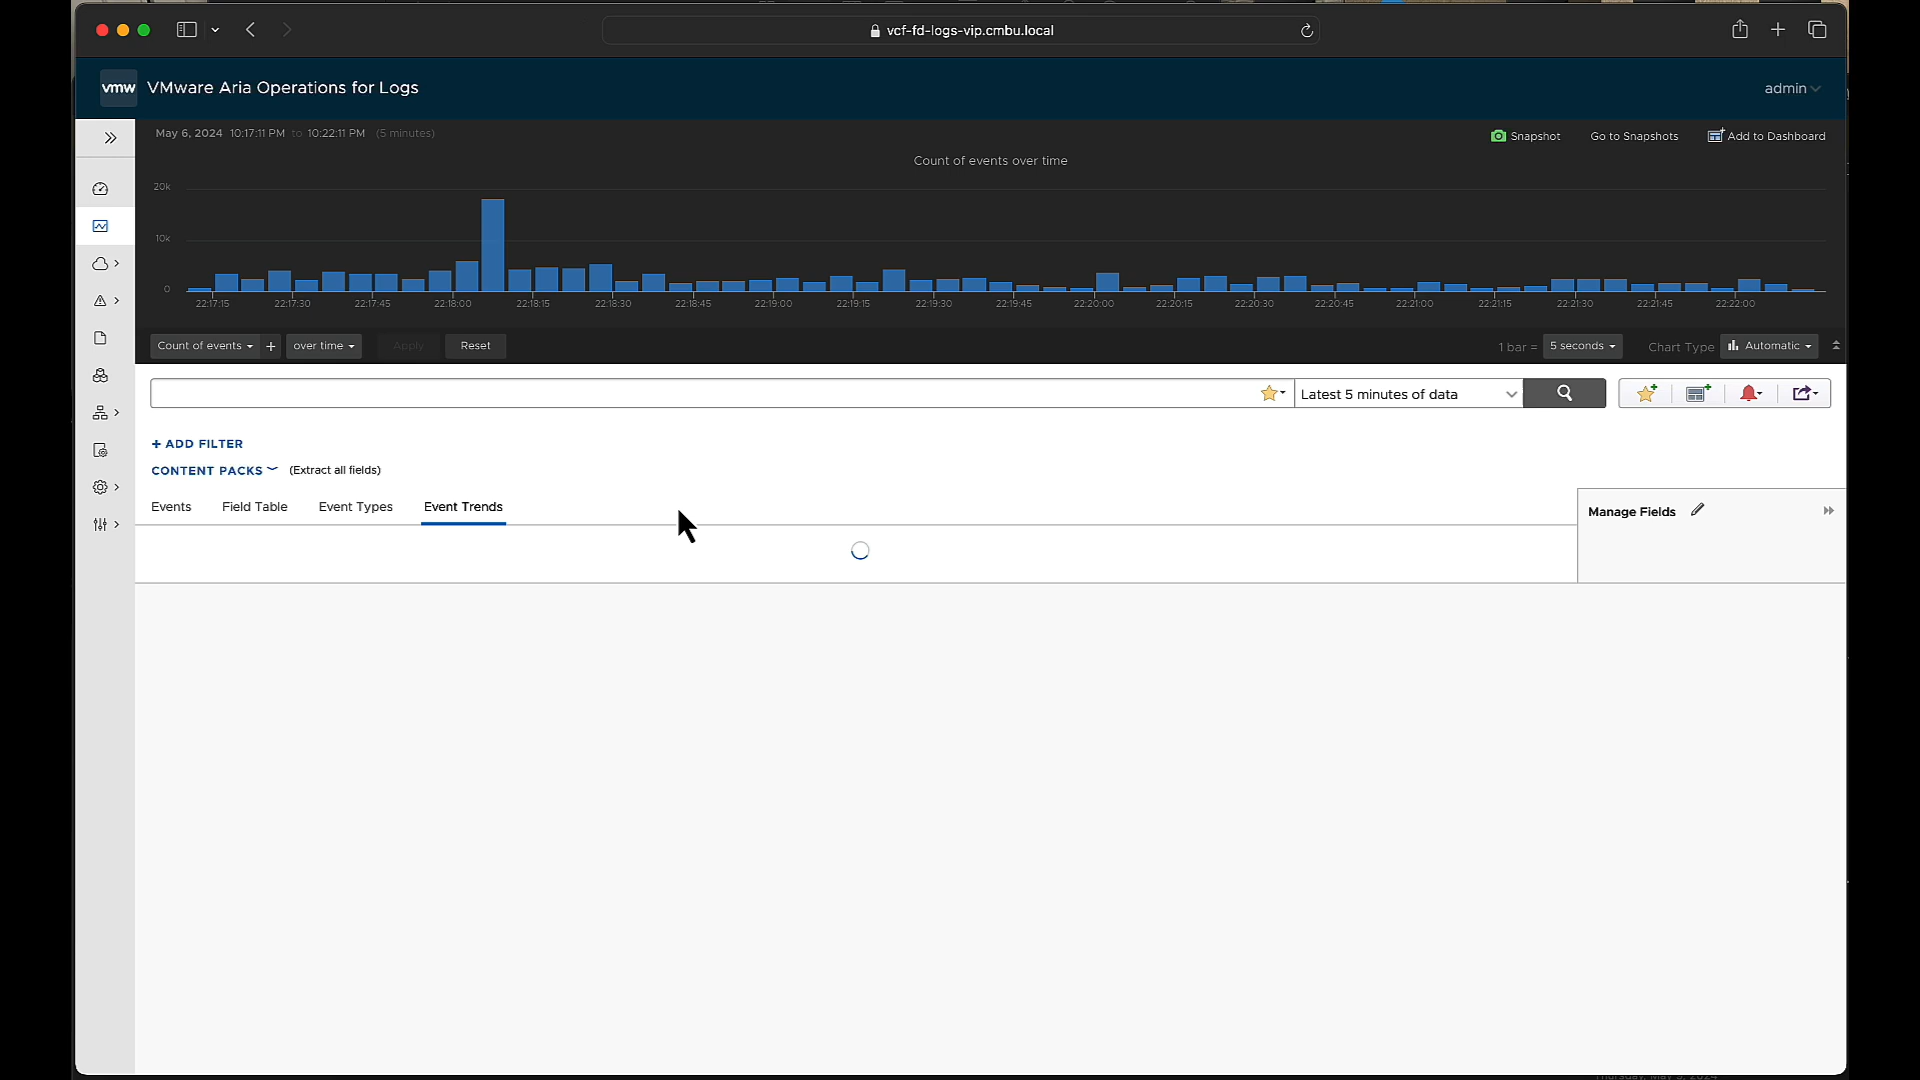 vcf-fd-logs-vip.cmbu.local
vmw VMware Aria Operations for Logs
admin
May 6, 2024 10:17:11 PM to 10:22:11 PM (5 minutes)
Snapshot Go to Snapshots Add to Dashboard
Count of events over time
20k
10k
0
22:17:15 22:17:30 22:17:45 22:18:00 22:18:15 22:18:30 22:18:45 22:19:00 22:19:15 22:19:30 22:19:45 22:20:00 22:20:15 22:20:30 22:20:45 22:21:00 22:21:15 22:21:30 22:21:45 22:22:00
Count of events + over time Apply Reset 1 bar = 5 seconds Chart Type Automatic
Latest 5 minutes of data
+ ADD FILTER
CONTENT PACKS (Extract all fields)
Events Field Table Event Types Event Trends
Manage Fields